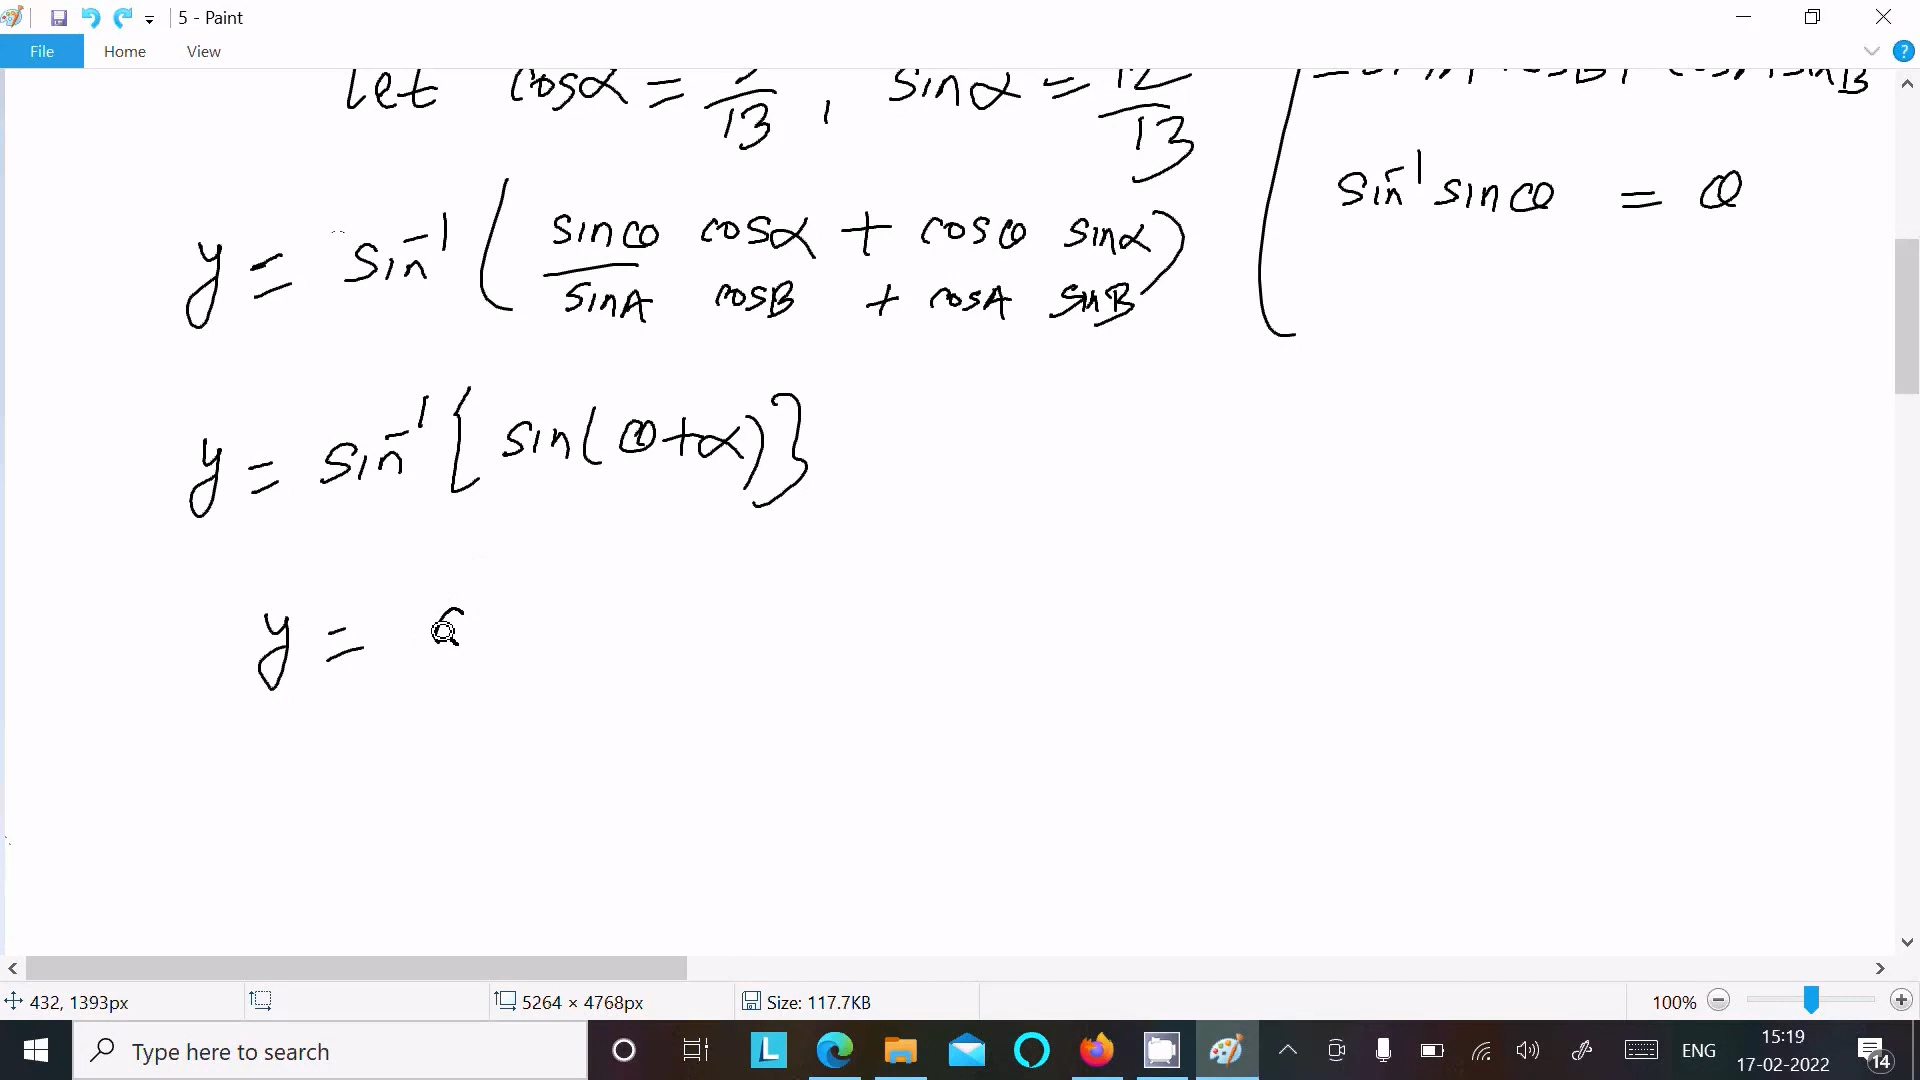 5 - Paint
File Home View
let cosα = /13 , sinα = 12/13
sin⁻¹ sinθ = θ
y = sin⁻¹ ( sinθ cosα + cosθ sinα )
sinA cosB + cosA sinB
y = sin⁻¹ { sin(θ+α) }
y =
432, 1393px 5264 × 4768px Size: 117.7KB 100%
Type here to search
L
ENG
15:19
17-02-2022
14